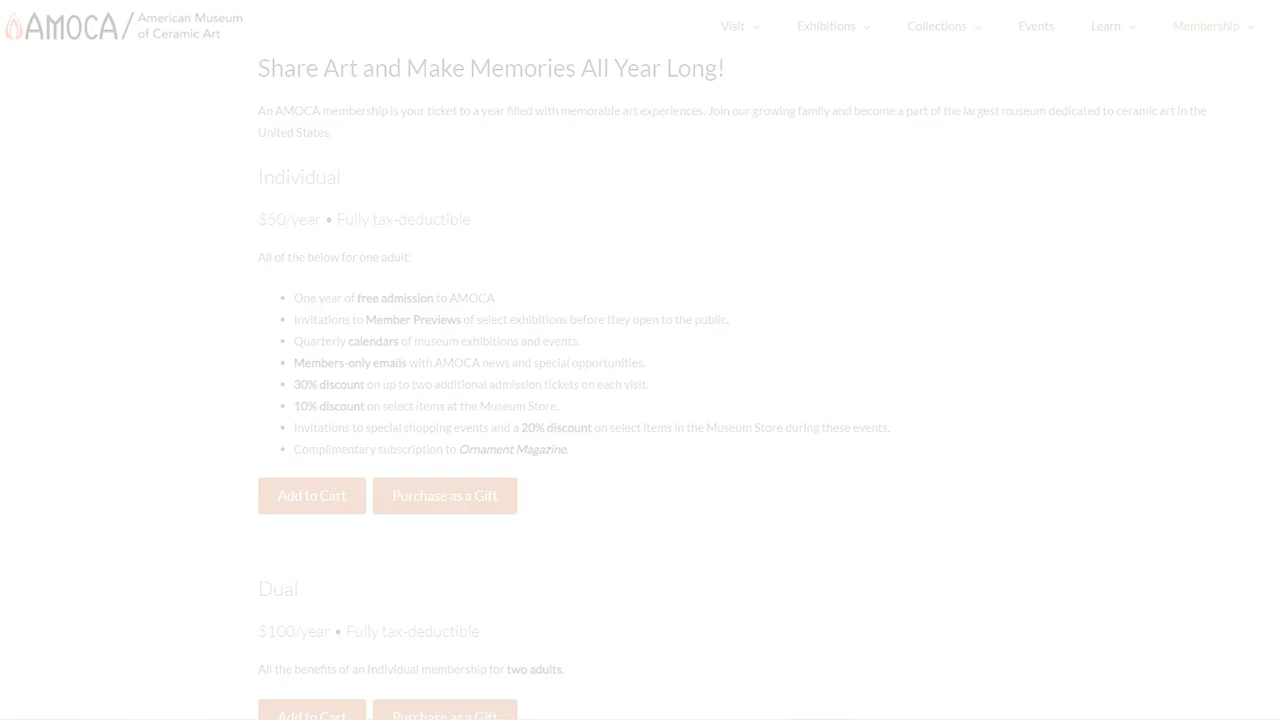 AMOCA / American Museum
of Ceramic Art
Visit Exhibitions Collections Events Learn Membership
Share Art and Make Memories All Year Long!
An AMOCA membership is your ticket to a year filled with memorable art experiences. Join our growing family and become a part of the largest museum dedicated to ceramic art in the
United States.
Individual
$50/year • Fully tax-deductible
All of the below for one adult:
• One year of free admission to AMOCA
• Invitations to Member Previews of select exhibitions before they open to the public.
• Quarterly calendars of museum exhibitions and events.
• Members-only emails with AMOCA news and special opportunities.
• 30% discount on up to two additional admission tickets on each visit.
• 10% discount on select items at the Museum Store.
• Invitations to special shopping events and a 20% discount on select items in the Museum Store during these events.
• Complimentary subscription to Ornament Magazine.
Add to Cart Purchase as a Gift
Dual
$100/year • Fully tax-deductible
All the benefits of an Individual membership for two adults.
Add to Cart Purchase as a Gift